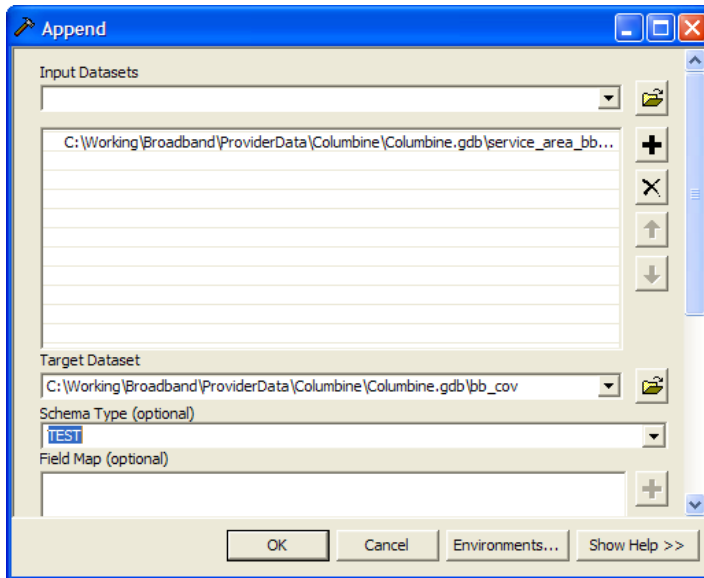 Append
Input Datasets
C:\Working\Broadband\ProviderData\Columbine\Columbine.gdb\service_area_bb...
Target Dataset
C:\Working\Broadband\ProviderData\Columbine\Columbine.gdb\bb_cov
Schema Type (optional)
TEST
Field Map (optional)
OK Cancel Environments... Show Help >>